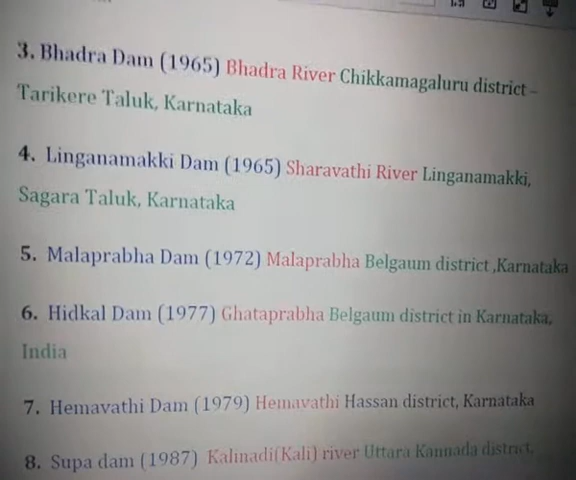 3. Bhadra Dam (1965) Bhadra River Chikkamagaluru district –
Tarikere Taluk, Karnataka
4. Linganamakki Dam (1965) Sharavathi River Linganamakki,
Sagara Taluk, Karnataka
5. Malaprabha Dam (1972) Malaprabha Belgaum district ,Karnataka
6. Hidkal Dam (1977) Ghataprabha Belgaum district in Karnataka,
India
7. Hemavathi Dam (1979) Hemavathi Hassan district, Karnataka
8. Supa dam (1987) Kalinadi(Kali) river Uttara Kannada district,